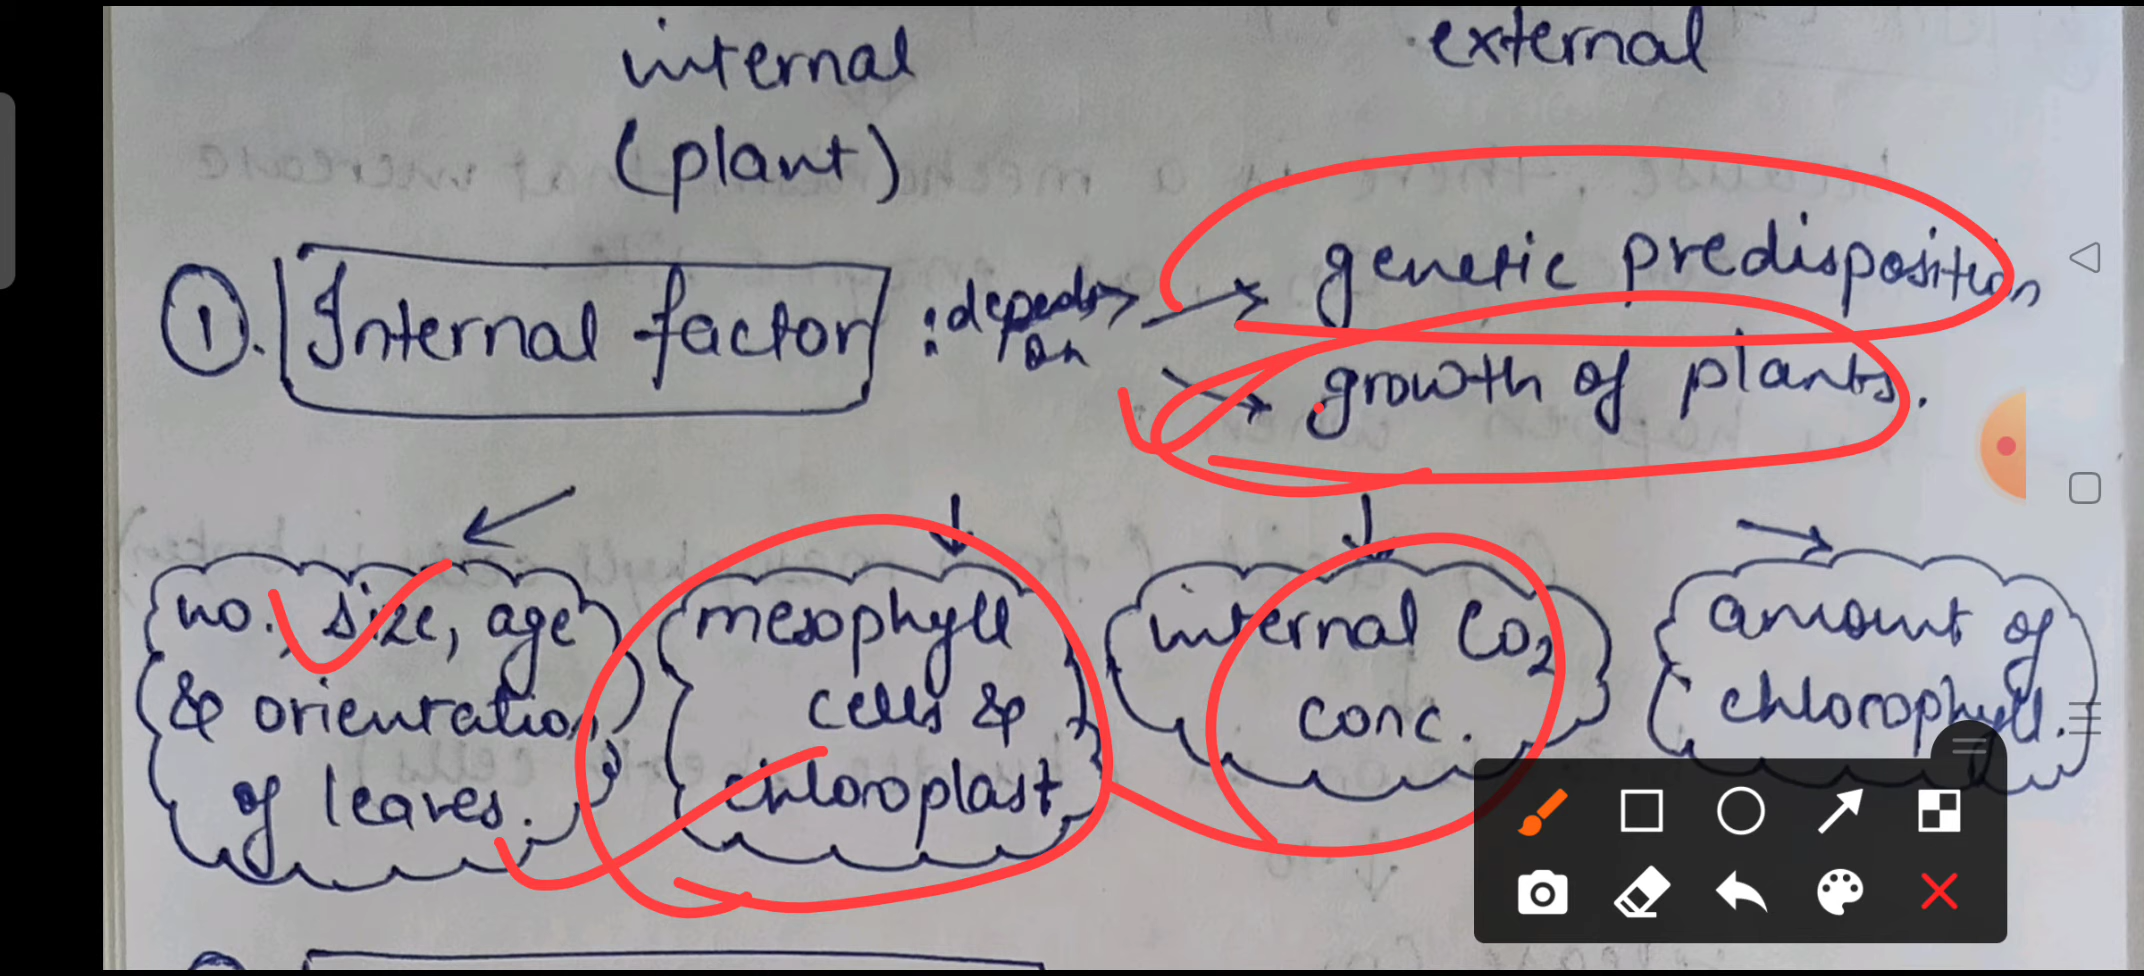 internal
external
(plant)
①. Internal factor : depends on → genetic predisposition
→ growth of plants.
no., size, age
& orientation
of leaves.
mesophyll
cells &
chloroplast
internal CO2
conc.
amount of
chlorophyll.